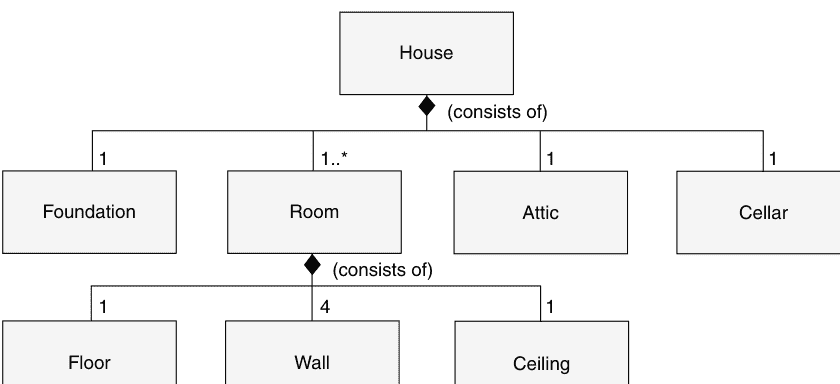 House
(consists of)
1
1..*
1
1
Foundation
Room
Attic
Cellar
(consists of)
1
4
1
Floor
Wall
Ceiling